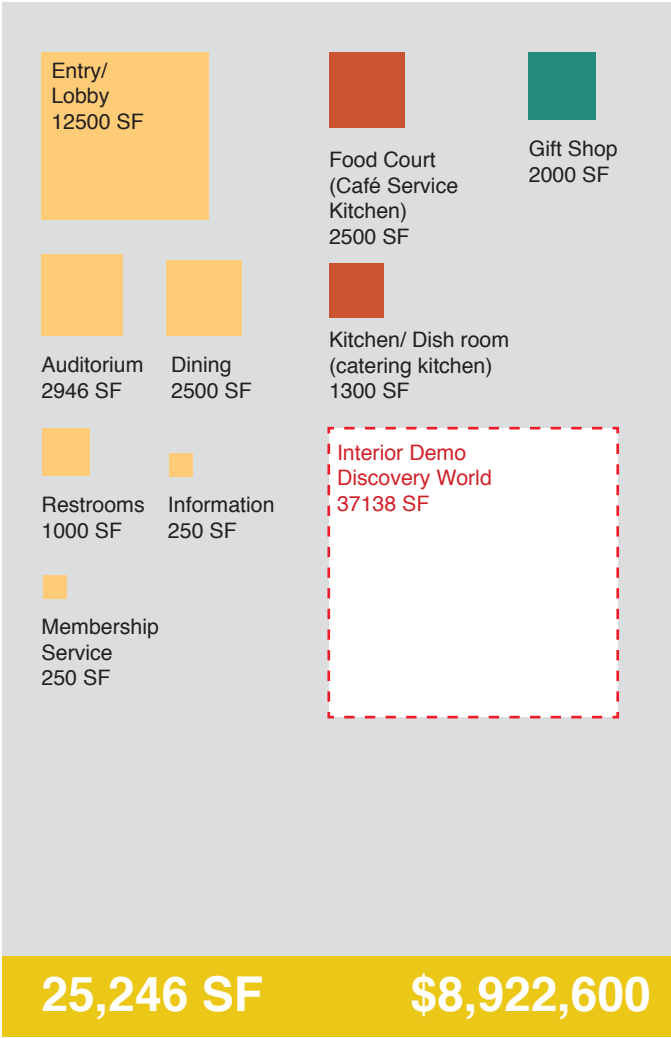 Entry/
Lobby
12500 SF
Food Court
(Café Service
Kitchen)
2500 SF
Gift Shop
2000 SF
Auditorium
2946 SF
Dining
2500 SF
Kitchen/ Dish room
(catering kitchen)
1300 SF
Restrooms
1000 SF
Information
250 SF
Interior Demo
Discovery World
37138 SF
Membership
Service
250 SF
25,246 SF
$8,922,600